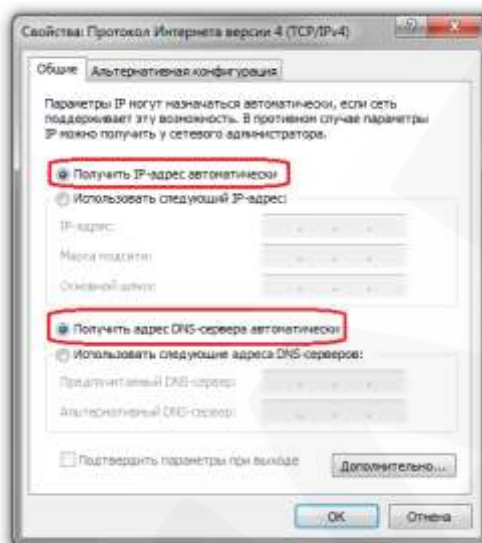 Свойства: Протокол Интернета версии 4 (TCP/IPv4)
Общие
Альтернативная конфигурация
Параметры IP могут назначаться автоматически, если сеть
поддерживает эту возможность. В противном случае параметры
IP можно получить у сетевого администратора.
Получить IP-адрес автоматически
Использовать следующий IP-адрес:
IP-адрес:
Маска подсети:
Основной шлюз:
Получить адрес DNS-сервера автоматически
Использовать следующие адреса DNS-серверов:
Предпочитаемый DNS-сервер:
Альтернативный DNS-сервер:
Подтвердить параметры при выходе
Дополнительно...
ОК
Отмена